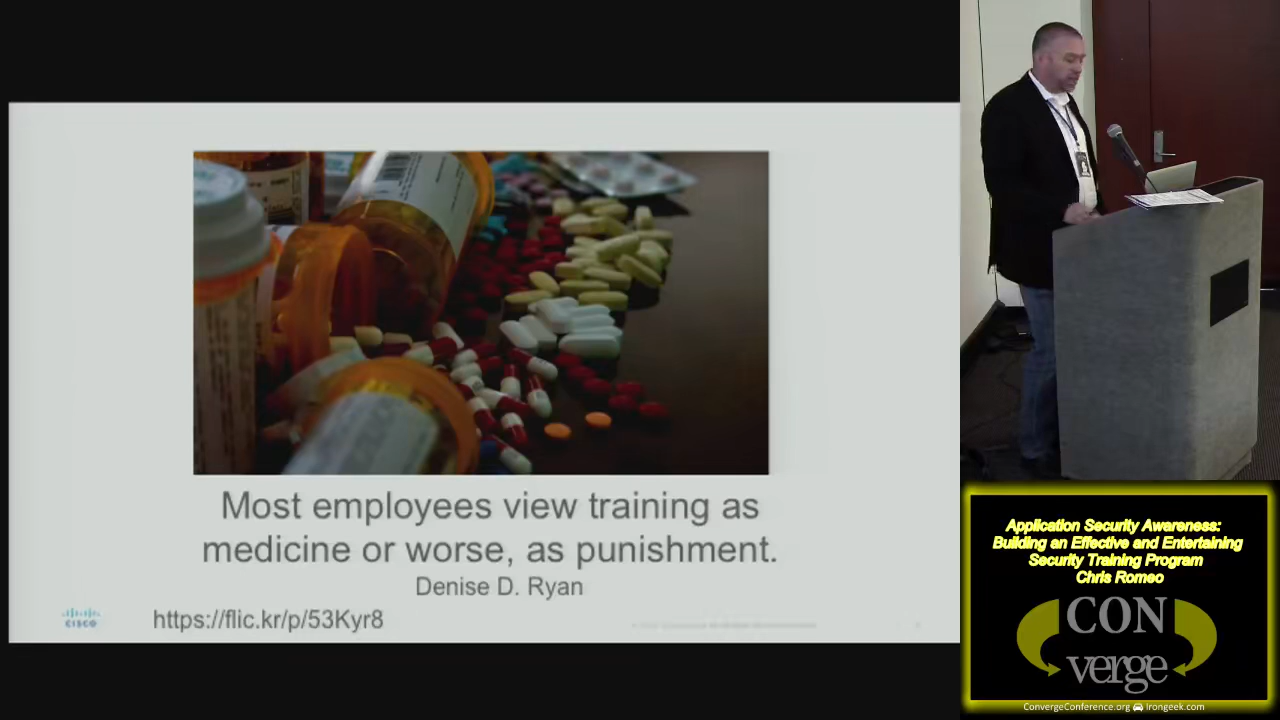 Most employees view training as
medicine or worse, as punishment.
Denise D. Ryan
https://flic.kr/p/53Kyr8
CISCO
Application Security Awareness:
Building an Effective and Entertaining
Security Training Program
Chris Romeo
CON
verge
ConvergeConference.org Irongeek.com